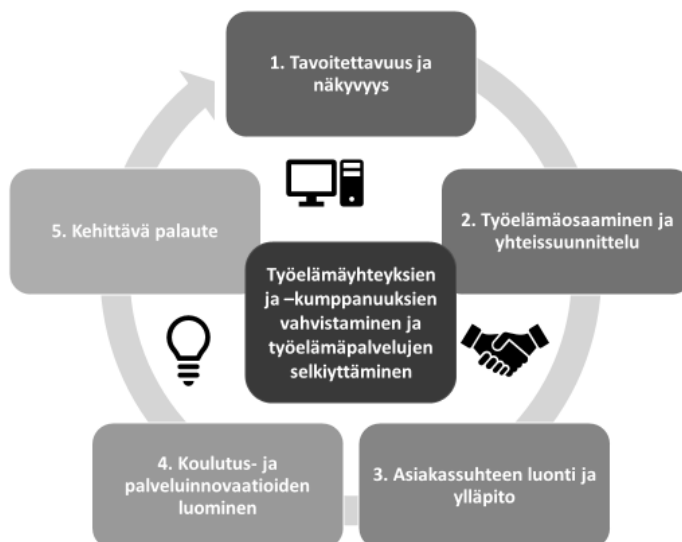 1. Tavoitettavuus ja
näkyvyys
2. Työelämäosaaminen ja
yhteissuunnittelu
3. Asiakassuhteen luonti ja
ylläpito
4. Koulutus- ja
palveluinnovaatioiden
luominen
5. Kehittävä palaute
Työelämäyhteyksien
ja –kumppanuuksien
vahvistaminen ja
työelämäpalvelujen
selkiyttäminen